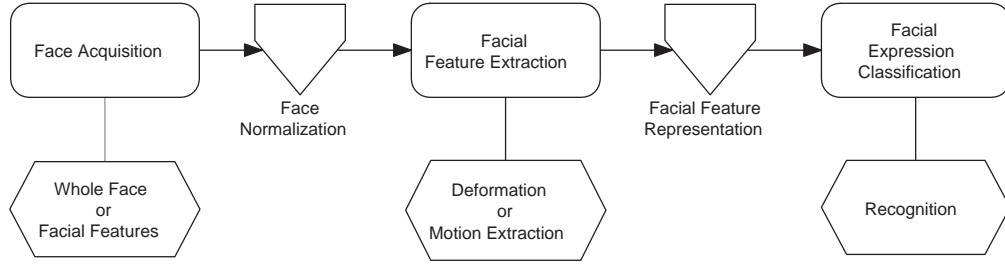 Face Acquisition
Face
Normalization
Facial
Feature Extraction
Facial Feature
Representation
Facial
Expression
Classification
Whole Face
or
Facial Features
Deformation
or
Motion Extraction
Recognition